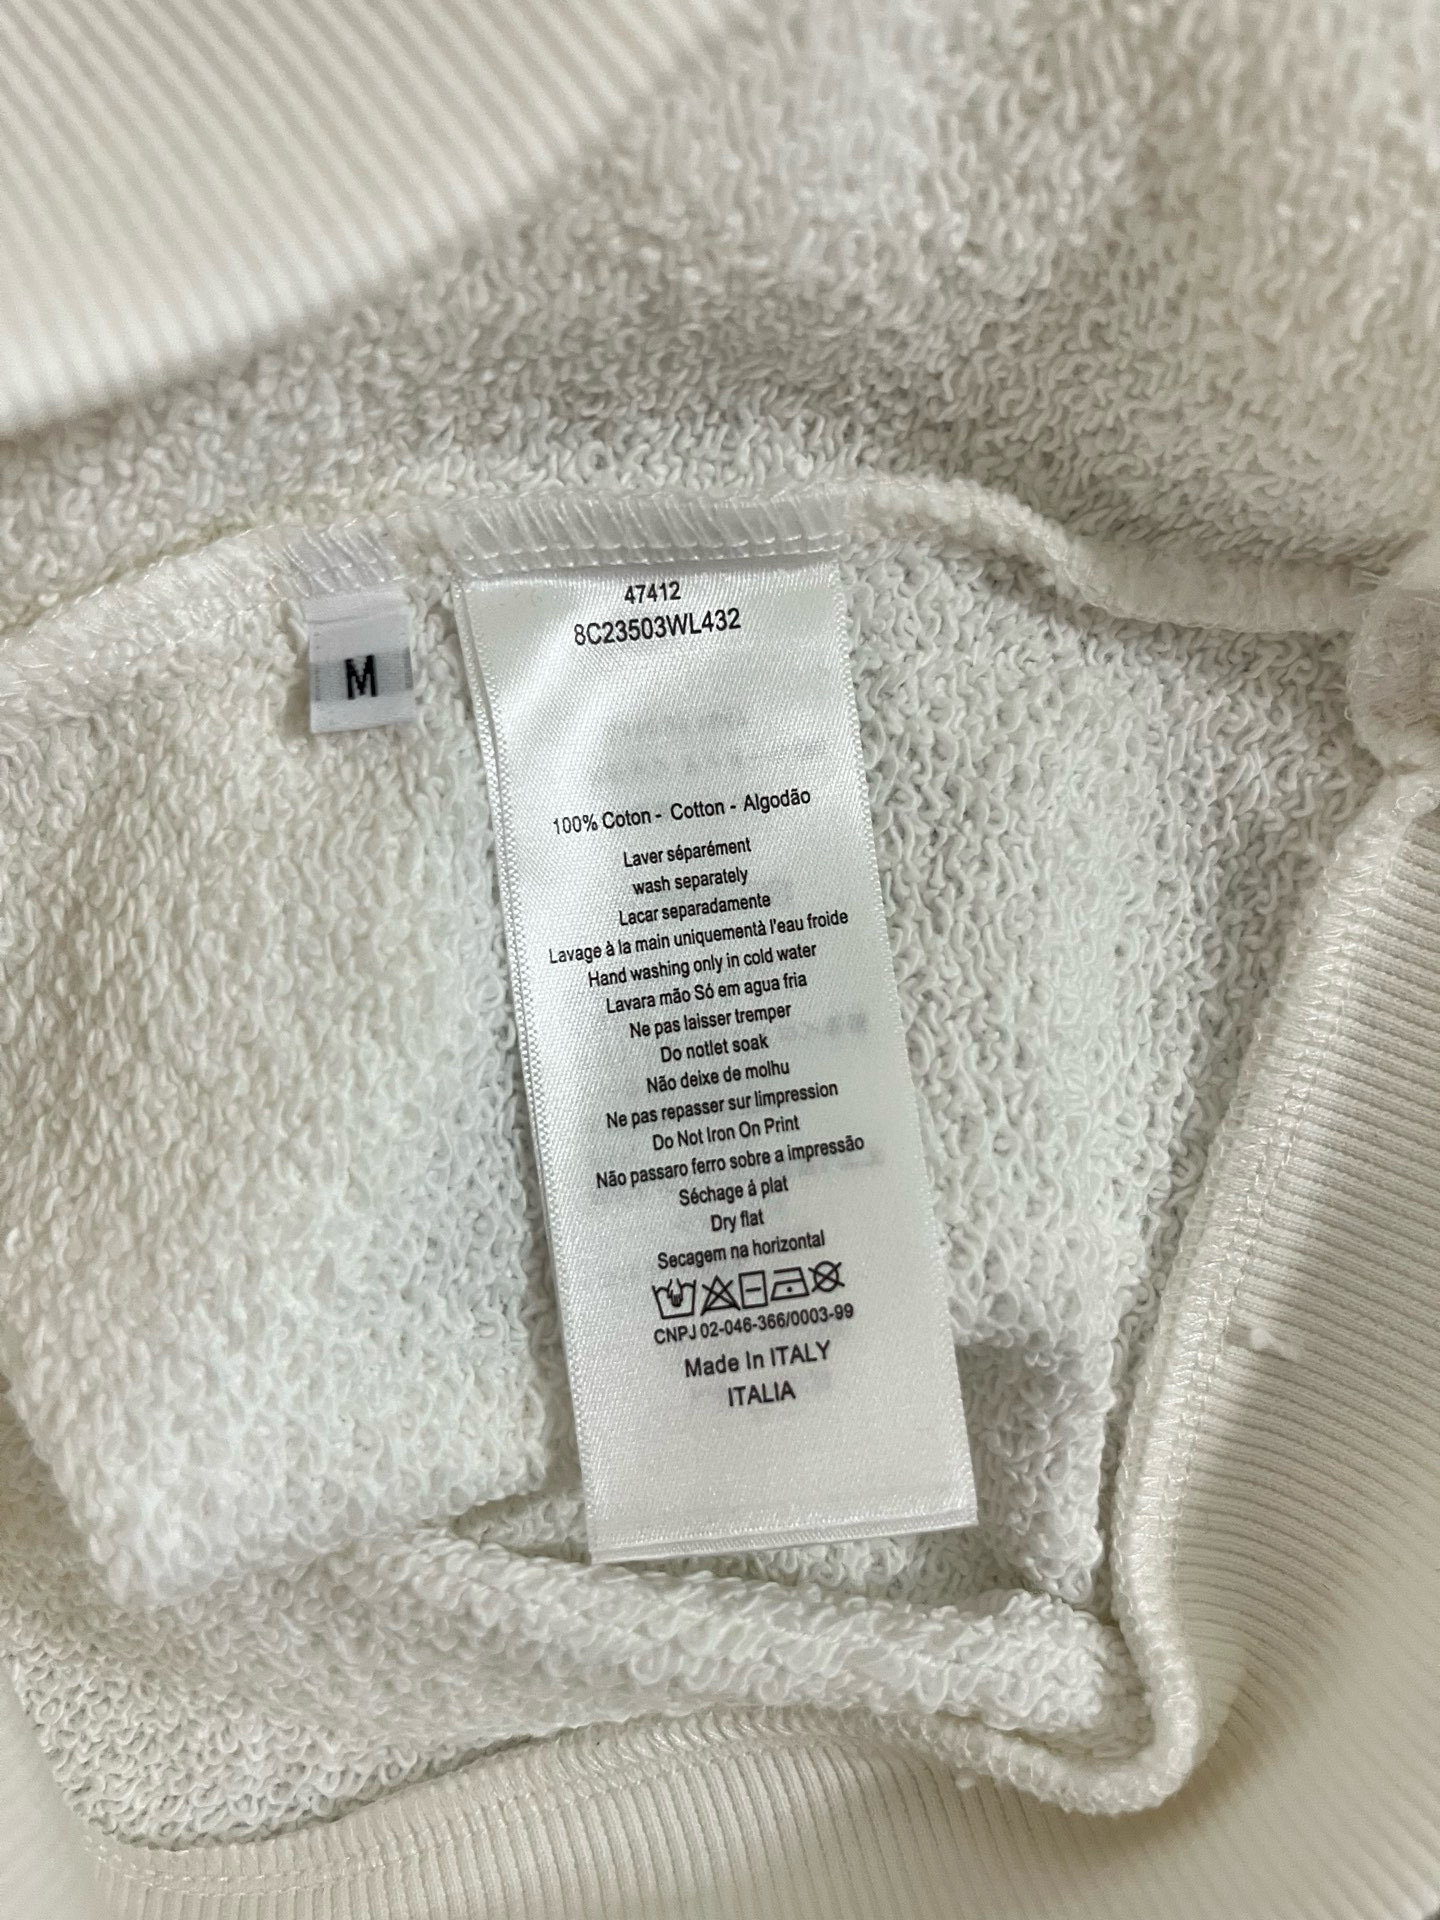 47412
8C23503WL432
M
100% Coton - Cotton - Algodão
Laver séparément
wash separately
Lacar separadamente
Lavage à la main uniquementà l'eau froide
Hand washing only in cold water
Lavara mão Só em agua fria
Ne pas laisser tremper
Do notlet soak
Não deixe de molhu
Ne pas repasser sur limpression
Do Not Iron On Print
Não passaro ferro sobre a impressão
Séchage á plat
Dry flat
Secagem na horizontal
CNPJ 02-046-366/0003-99
Made In ITALY
ITALIA